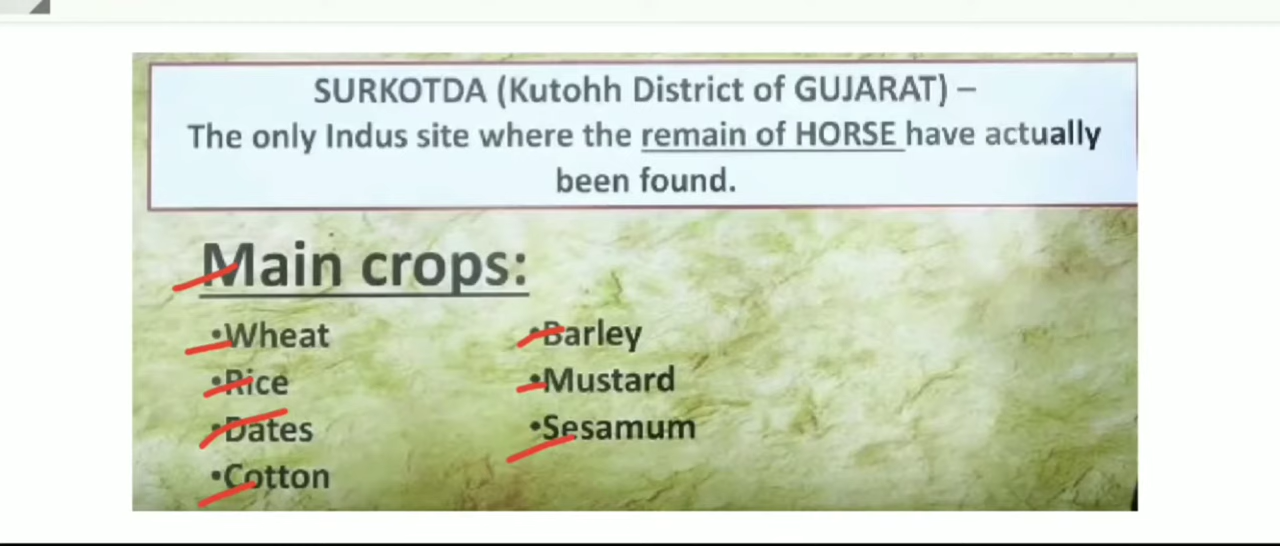 SURKOTDA (Kutohh District of GUJARAT) –
The only Indus site where the remain of HORSE have actually
been found.
Main crops:
•Wheat
•Rice
•Dates
•Cotton
•Barley
•Mustard
•Sesamum